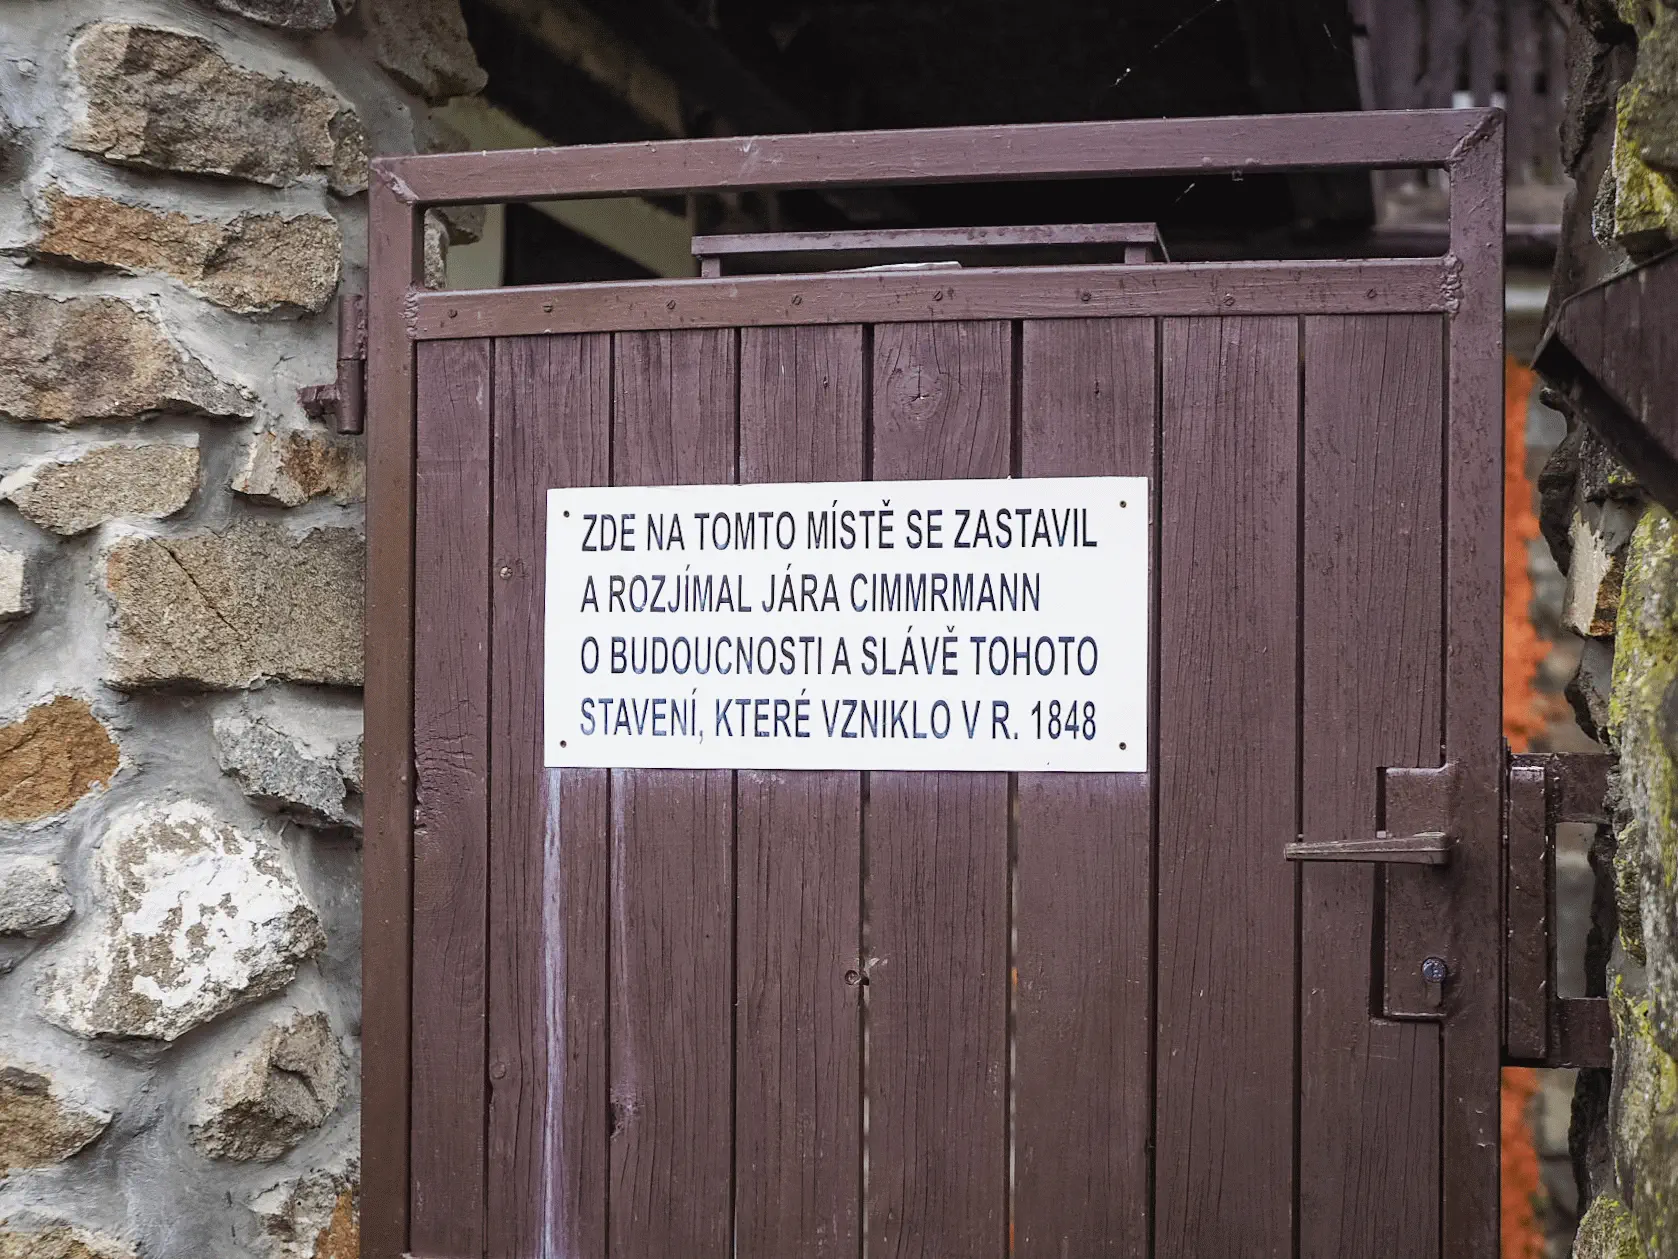 ZDE NA TOMTO MÍSTĚ SE ZASTAVIL
A ROZJÍMAL JÁRA CIMMRMANN
O BUDOUCNOSTI A SLÁVĚ TOHOTO
STAVENÍ, KTERÉ VZNIKLO V R. 1848